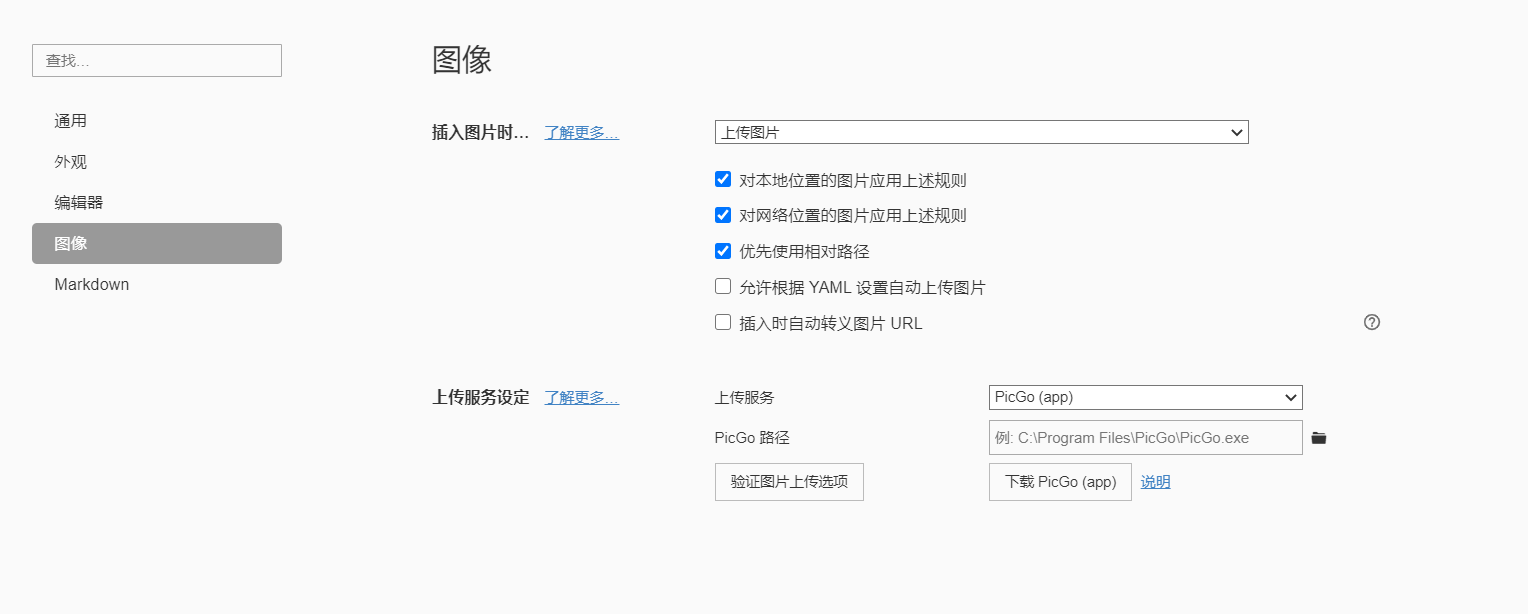 查找...
通用
外观
编辑器
图像
Markdown
图像
插入图片时... 了解更多... 上传图片
对本地位置的图片应用上述规则
对网络位置的图片应用上述规则
优先使用相对路径
允许根据 YAML 设置自动上传图片
插入时自动转义图片 URL
上传服务设定 了解更多... 上传服务 PicGo (app)
PicGo 路径 例: C:\Program Files\PicGo\PicGo.exe
验证图片上传选项 下载 PicGo (app) 说明